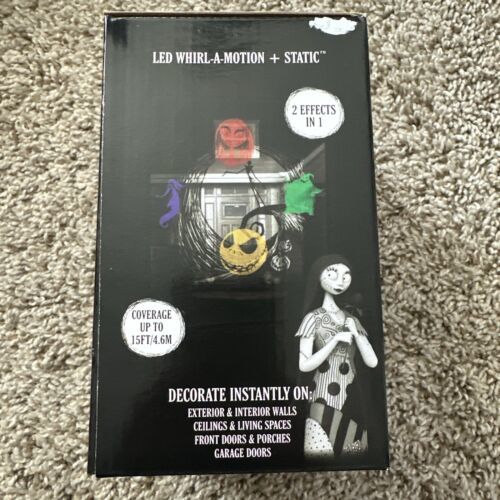 LED WHIRL-A-MOTION + STATIC™
2 EFFECTS
IN 1
COVERAGE
UP TO
15FT/4.6M
DECORATE INSTANTLY ON:
EXTERIOR & INTERIOR WALLS
CEILINGS & LIVING SPACES
FRONT DOORS & PORCHES
GARAGE DOORS